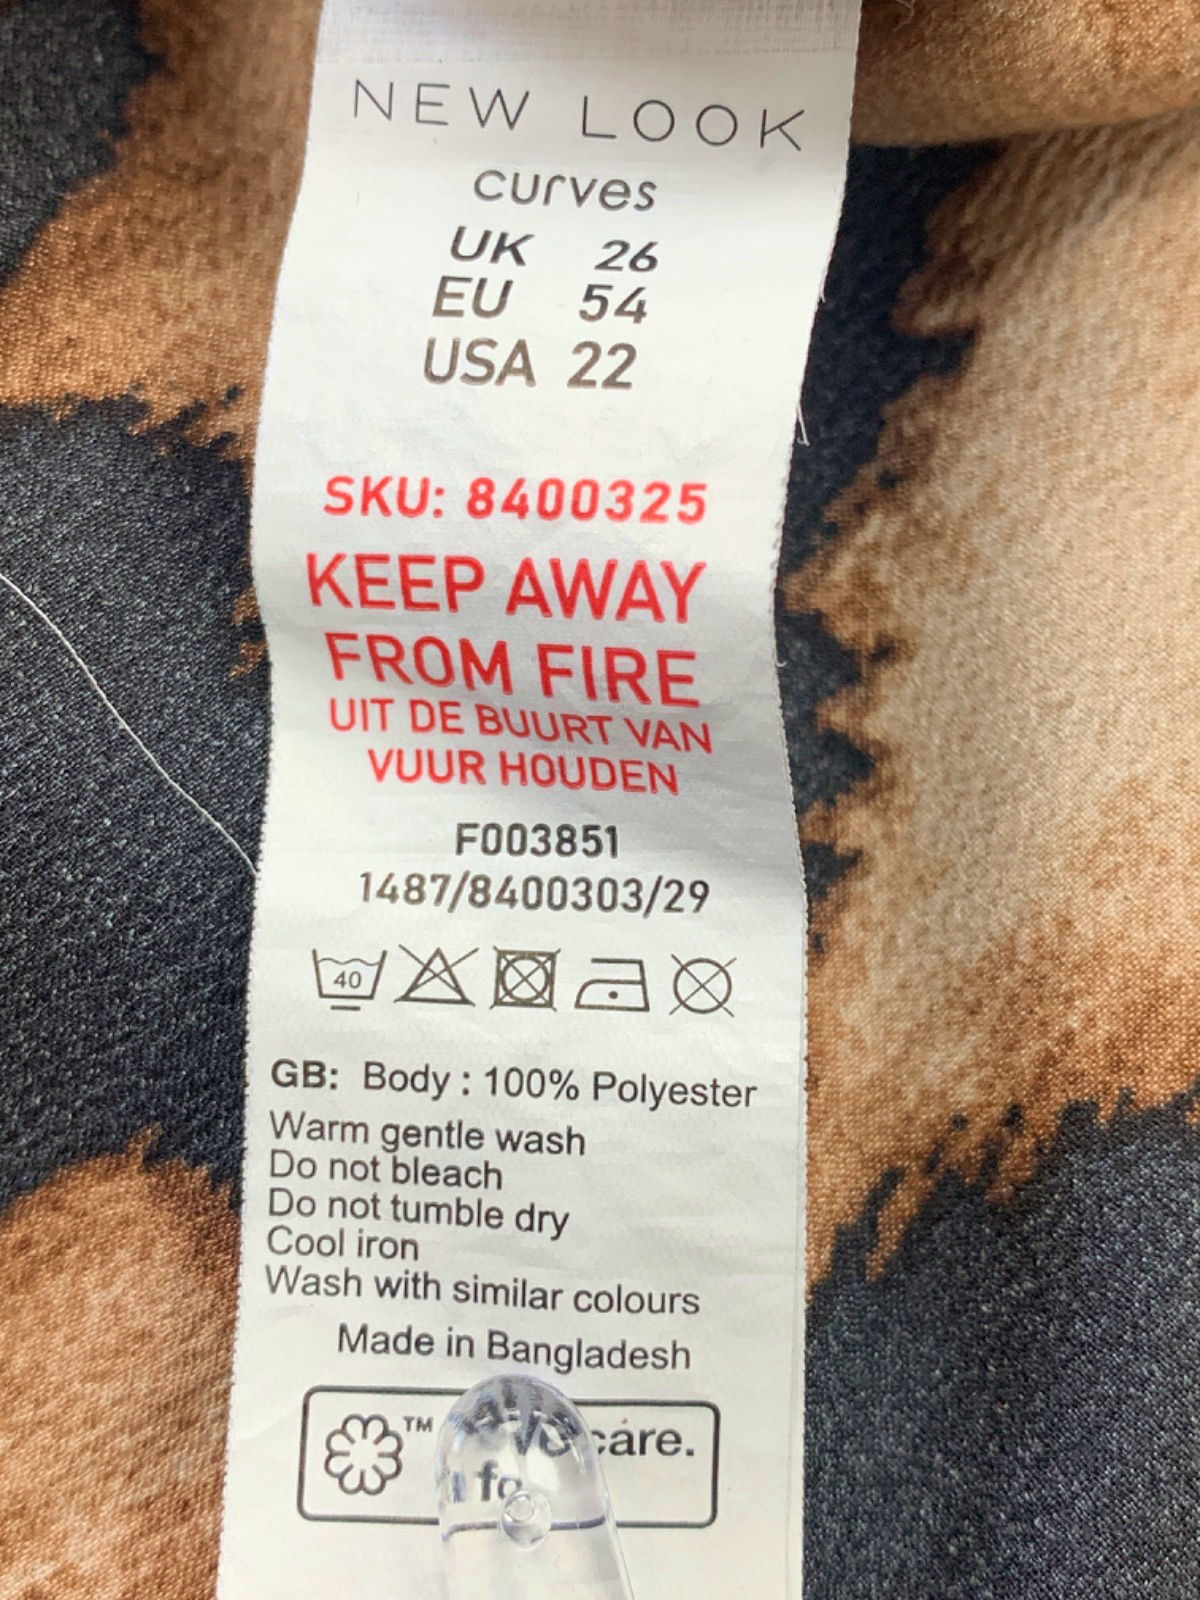 NEW LOOK
curves
UK 26
EU 54
USA 22
SKU: 8400325
KEEP AWAY
FROM FIRE
UIT DE BUURT VAN
VUUR HOUDEN
F003851
1487/8400303/29
40
GB: Body : 100% Polyester
Warm gentle wash
Do not bleach
Do not tumble dry
Cool iron
Wash with similar colours
Made in Bangladesh
TM care.